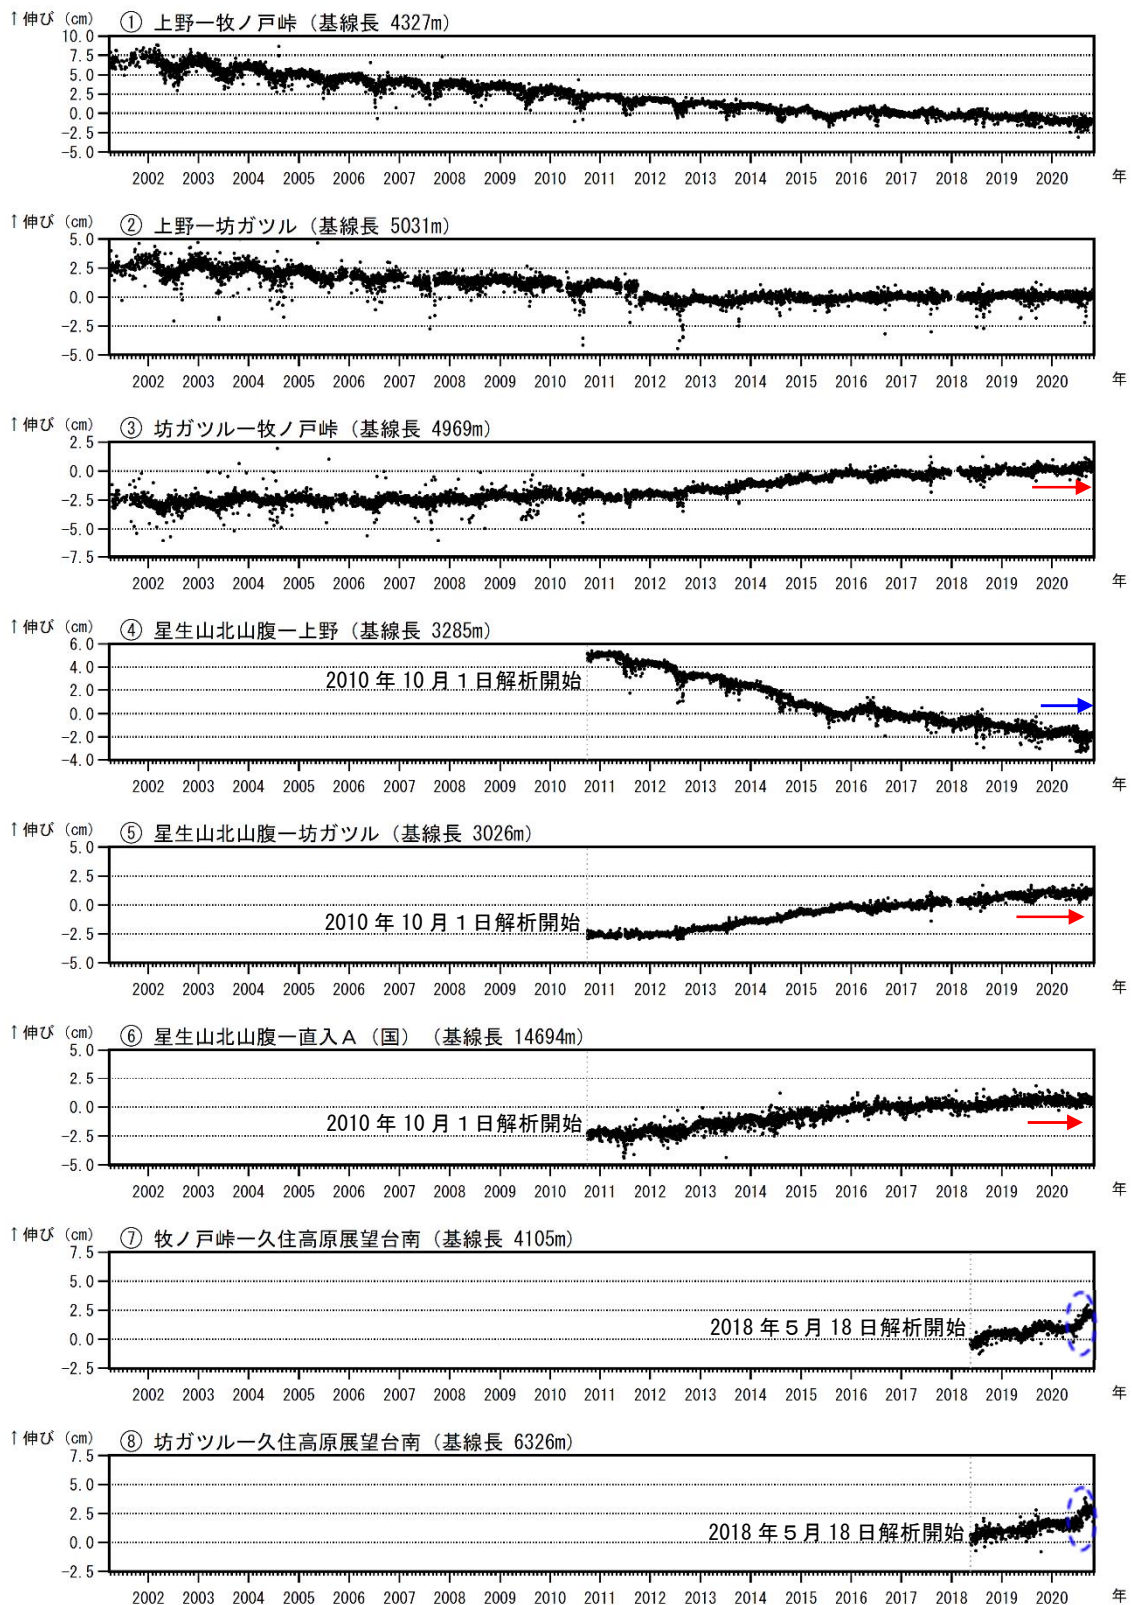 ↑伸び (cm) ① 上野ー牧ノ戸峠 (基線長 4327m)
10.0
7.5
5.0
2.5
0.0
-2.5
-5.0
2002 2003 2004 2005 2006 2007 2008 2009 2010 2011 2012 2013 2014 2015 2016 2017 2018 2019 2020 年
↑伸び (cm) ② 上野ー坊ガツル (基線長 5031m)
5.0
2.5
0.0
-2.5
-5.0
2002 2003 2004 2005 2006 2007 2008 2009 2010 2011 2012 2013 2014 2015 2016 2017 2018 2019 2020 年
↑伸び (cm) ③ 坊ガツルー牧ノ戸峠 (基線長 4969m)
2.5
0.0
-2.5
-5.0
-7.5
2002 2003 2004 2005 2006 2007 2008 2009 2010 2011 2012 2013 2014 2015 2016 2017 2018 2019 2020 年
↑伸び (cm) ④ 星生山北山腹ー上野 (基線長 3285m)
6.0
4.0
2010年10月1日解析開始
2.0
0.0
-2.0
-4.0
2002 2003 2004 2005 2006 2007 2008 2009 2010 2011 2012 2013 2014 2015 2016 2017 2018 2019 2020 年
↑伸び (cm) ⑤ 星生山北山腹ー坊ガツル (基線長 3026m)
5.0
2.5
0.0
2010年10月1日解析開始
-2.5
-5.0
2002 2003 2004 2005 2006 2007 2008 2009 2010 2011 2012 2013 2014 2015 2016 2017 2018 2019 2020 年
↑伸び (cm) ⑥ 星生山北山腹ー直入A (国) (基線長 14694m)
5.0
2.5
0.0
2010年10月1日解析開始
-2.5
-5.0
2002 2003 2004 2005 2006 2007 2008 2009 2010 2011 2012 2013 2014 2015 2016 2017 2018 2019 2020 年
↑伸び (cm) ⑦ 牧ノ戸峠ー久住高原展望台南 (基線長 4105m)
7.5
5.0
2.5
2018年5月18日解析開始
0.0
-2.5
2002 2003 2004 2005 2006 2007 2008 2009 2010 2011 2012 2013 2014 2015 2016 2017 2018 2019 2020 年
↑伸び (cm) ⑧ 坊ガツルー久住高原展望台南 (基線長 6326m)
7.5
5.0
2.5
2018年5月18日解析開始
0.0
-2.5
2002 2003 2004 2005 2006 2007 2008 2009 2010 2011 2012 2013 2014 2015 2016 2017 2018 2019 2020 年